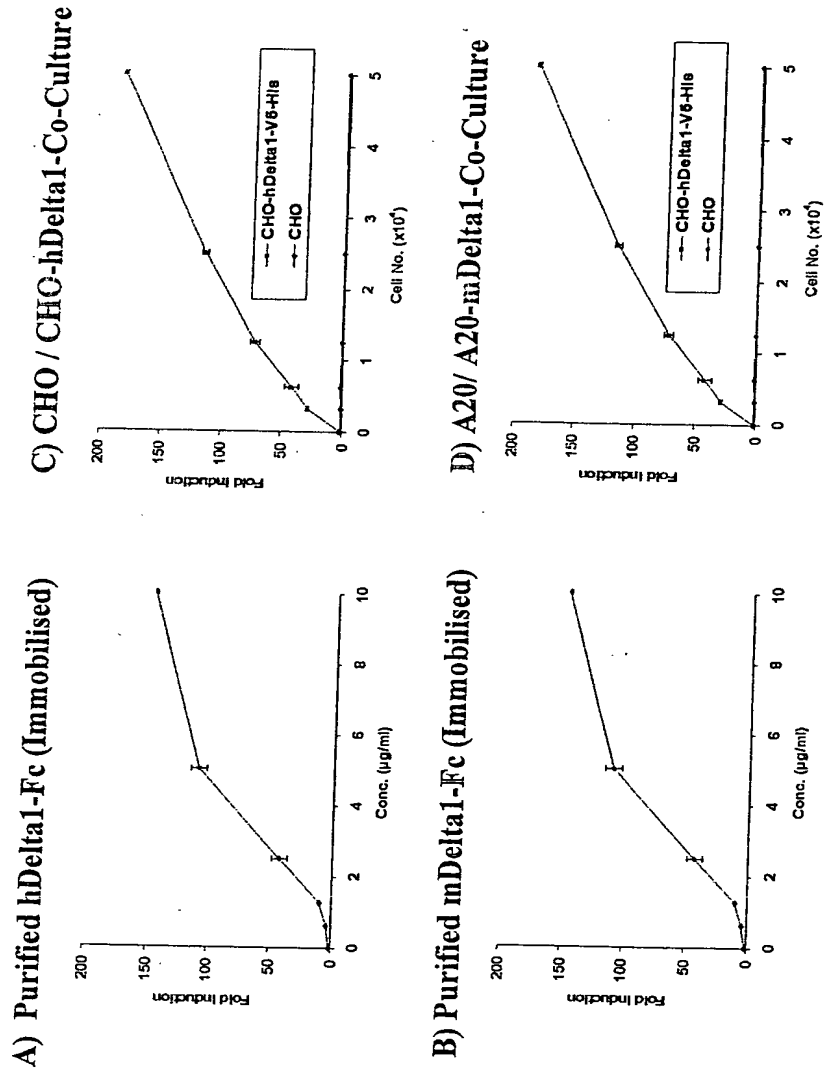 A) Purified hDelta1-Fc (Immobilised)
Fold Induction
200
150
100
50
0
0 2 4 6 8 10
Conc. (µg/ml)
C) CHO / CHO-hDelta1-Co-Culture
Fold Induction
200
150
100
50
0
CHO-hDelta1-V5-His
CHO
0 1 2 3 4 5
Cell No. (x10⁴)
B) Purified mDelta1-Fc (Immobilised)
Fold Induction
200
150
100
50
0
0 2 4 6 8 10
Conc. (µg/ml)
D) A20/ A20-mDelta1-Co-Culture
Fold Induction
200
150
100
50
0
CHO-hDelta1-V5-His
CHO
0 1 2 3 4 5
Cell No. (x10⁴)